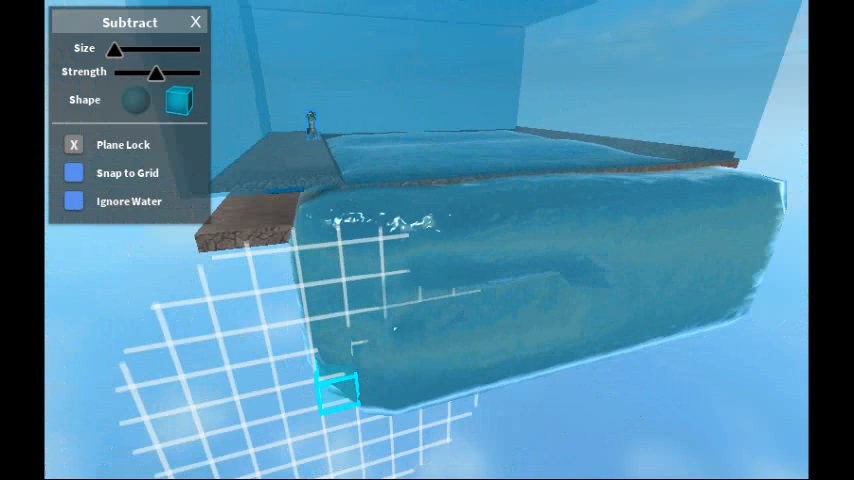 Subtract X
Size
Strength
Shape
X Plane Lock
Snap to Grid
Ignore Water